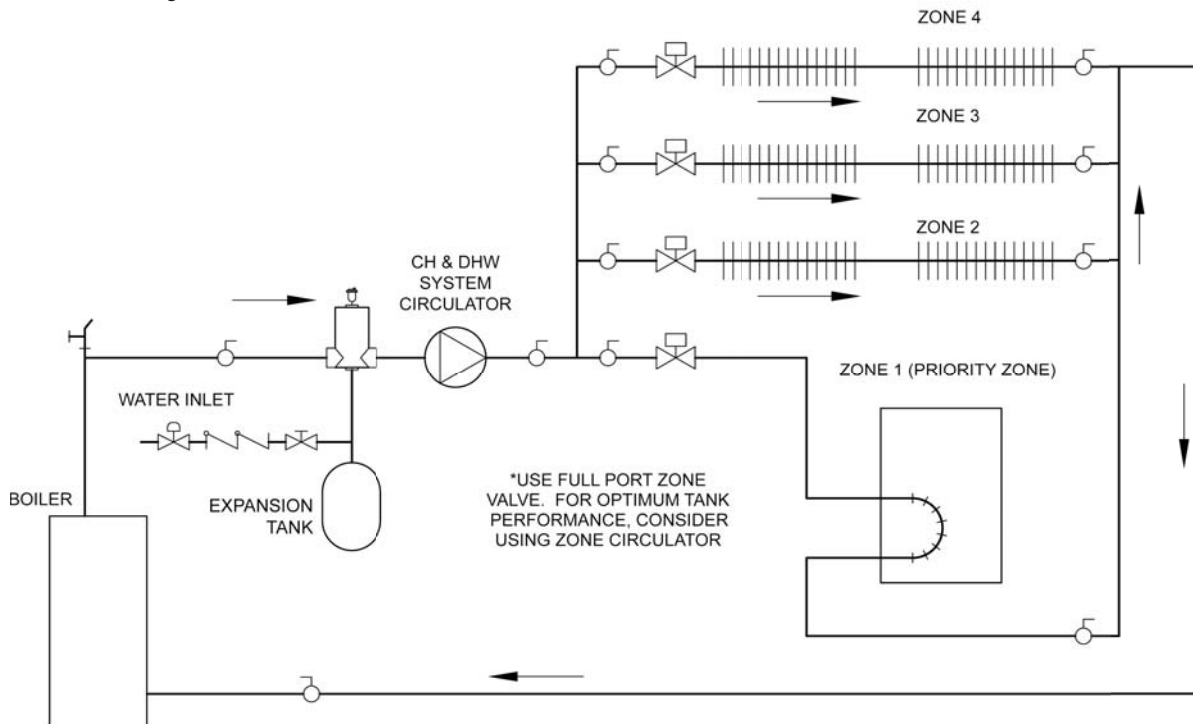 ZONE 4
ZONE 3
ZONE 2
CH & DHW
SYSTEM
CIRCULATOR
ZONE 1 (PRIORITY ZONE)
WATER INLET
*USE FULL PORT ZONE
VALVE. FOR OPTIMUM TANK
PERFORMANCE, CONSIDER
USING ZONE CIRCULATOR
BOILER
EXPANSION
TANK